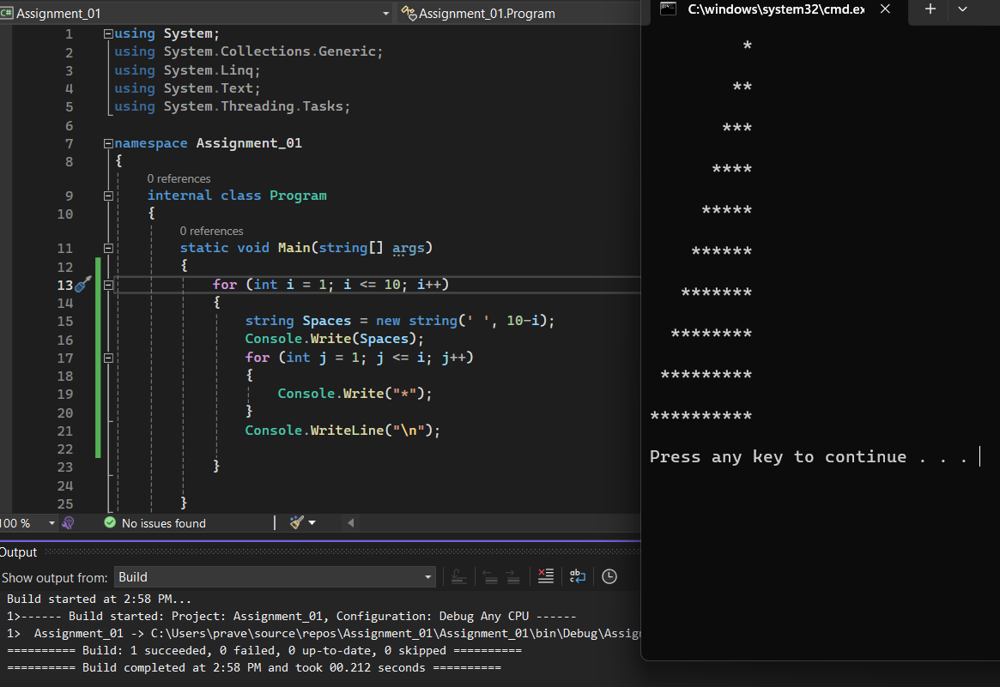 Assignment_01
Assignment_01.Program
1 using System;
2 using System.Collections.Generic;
3 using System.Linq;
4 using System.Text;
5 using System.Threading.Tasks;
6
7 namespace Assignment_01
8 {
0 references
9 internal class Program
10 {
0 references
11 static void Main(string[] args)
12 {
13 for (int i = 1; i <= 10; i++)
14 {
15 string Spaces = new string(' ', 10-i);
16 Console.Write(Spaces);
17 for (int j = 1; j <= i; j++)
18 {
19 Console.Write("*");
20 }
21 Console.WriteLine("\n");
22
23 }
24
25 }
100 % No issues found
Output
Show output from: Build
Build started at 2:58 PM...
1>------ Build started: Project: Assignment_01, Configuration: Debug Any CPU ------
1>  Assignment_01 -> C:\Users\prave\source\repos\Assignment_01\Assignment_01\bin\Debug\Assig
========== Build: 1 succeeded, 0 failed, 0 up-to-date, 0 skipped ==========
========== Build completed at 2:58 PM and took 00.212 seconds ==========
C:\windows\system32\cmd.ex
*
**
***
****
*****
******
*******
********
*********
**********
Press any key to continue . . .